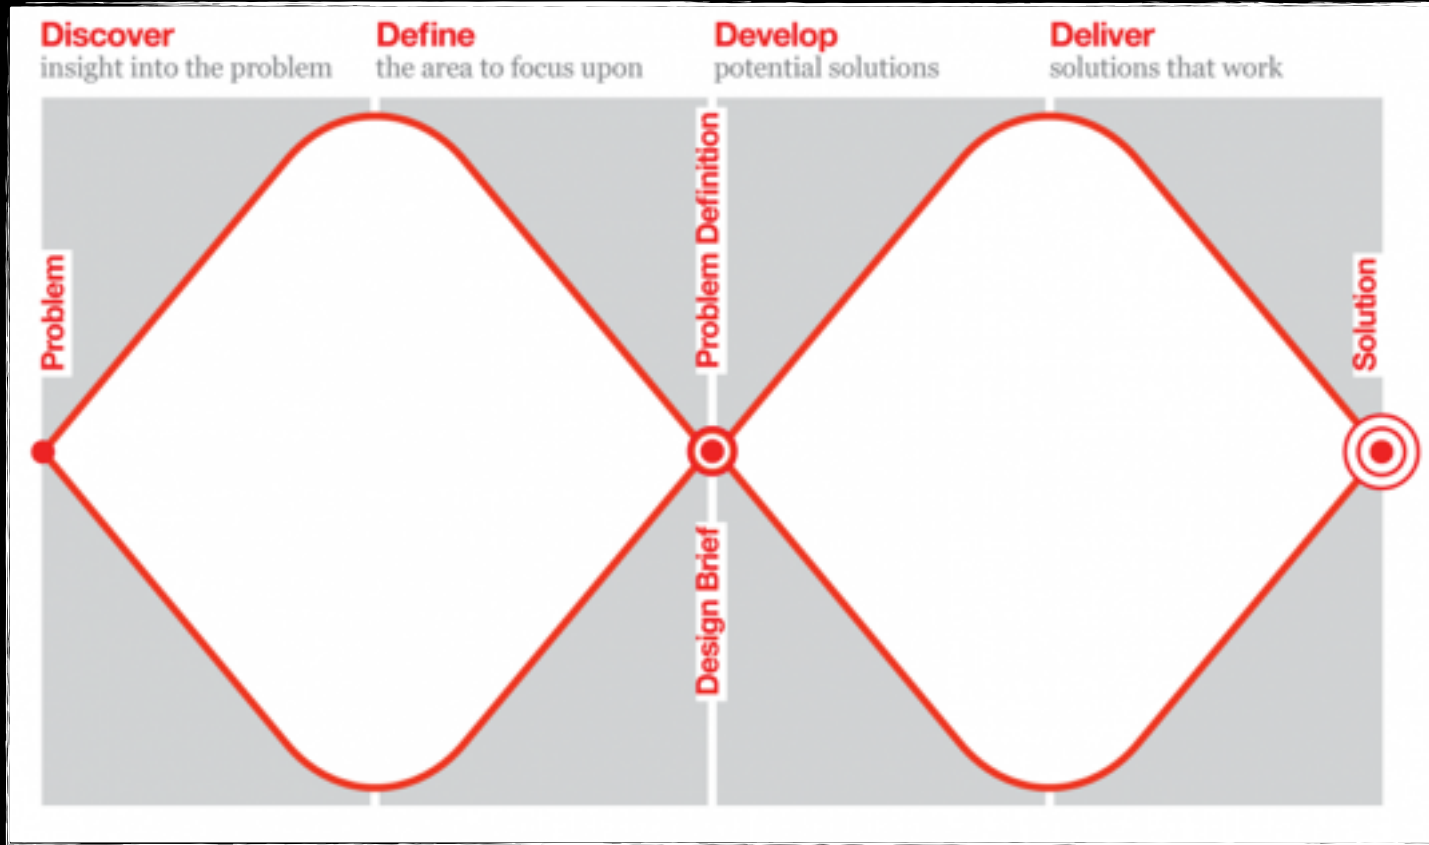 Discover
insight into the problem
Define
the area to focus upon
Develop
potential solutions
Deliver
solutions that work
Problem
Problem Definition
Design Brief
Solution